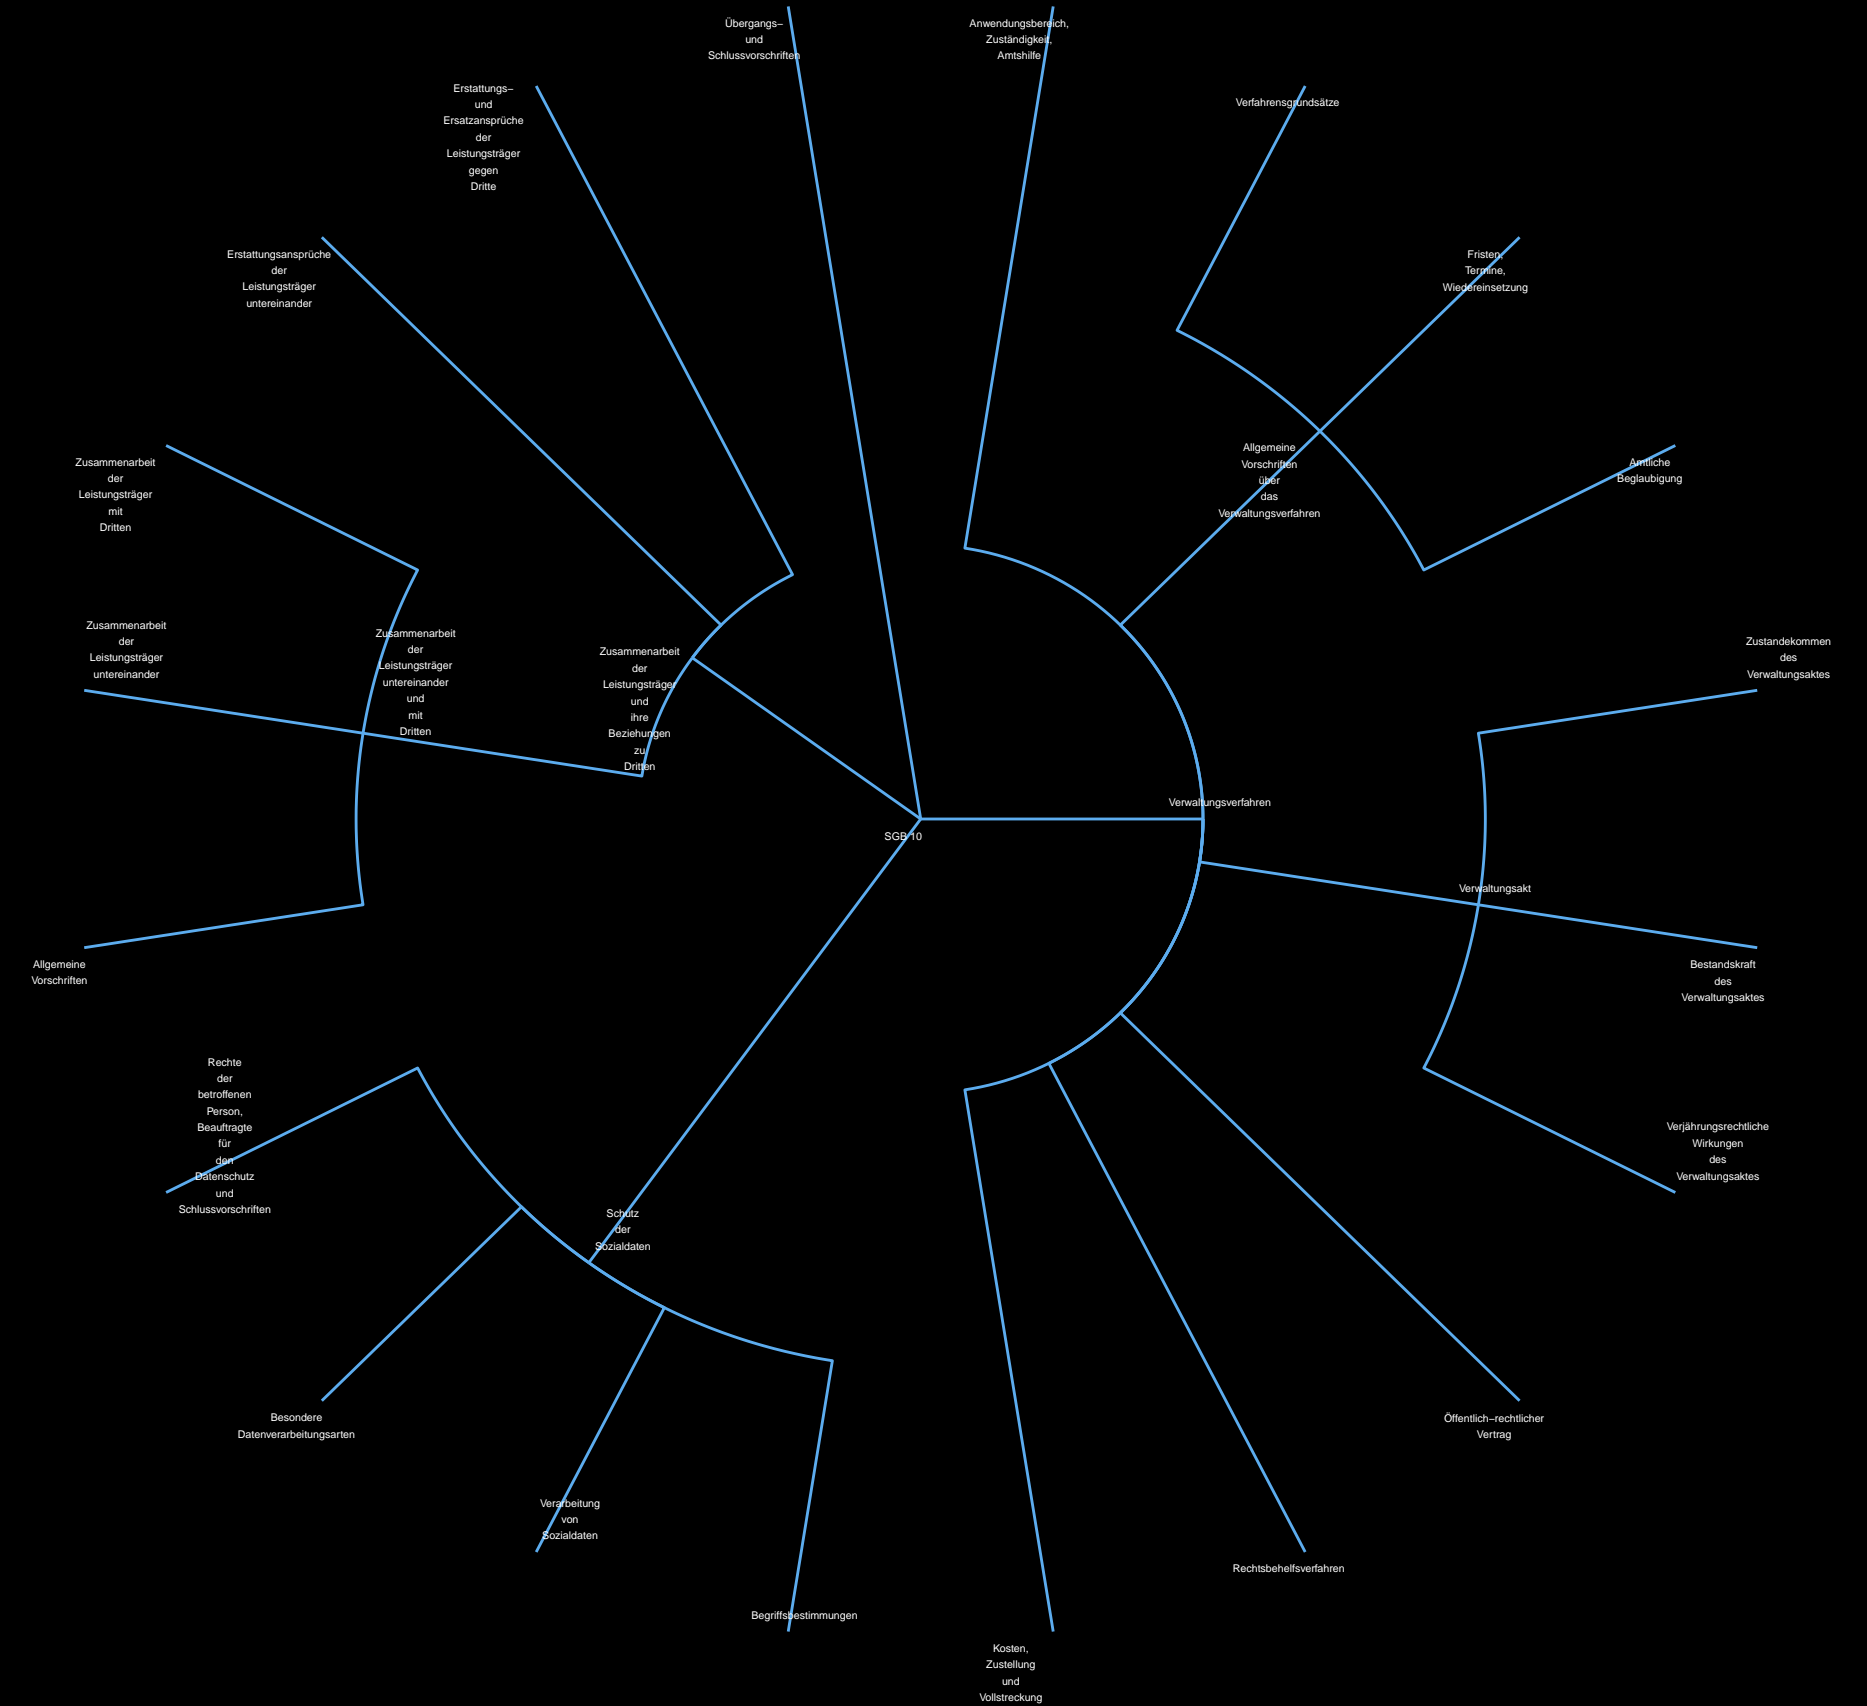 Übergangs–
und
Schlussvorschriften
Anwendungsbereich,
Zuständigkeit,
Amtshilfe
Erstattungs–
und
Ersatzansprüche
der
Leistungsträger
gegen
Dritte
Verfahrensgrundsätze
Erstattungsansprüche
der
Leistungsträger
untereinander
Fristen,
Termine,
Wiedereinsetzung
Zusammenarbeit
der
Leistungsträger
mit
Dritten
Allgemeine
Vorschriften
über
das
Verwaltungsverfahren
Amtliche
Beglaubigung
Zusammenarbeit
der
Leistungsträger
untereinander
Zusammenarbeit
der
Leistungsträger
untereinander
und
mit
Dritten
Zusammenarbeit
der
Leistungsträger
und
ihre
Beziehungen
zu
Dritten
Zustandekommen
des
Verwaltungsaktes
Verwaltungsverfahren
SGB 10
Verwaltungsakt
Allgemeine
Vorschriften
Bestandskraft
des
Verwaltungsaktes
Rechte
der
betroffenen
Person,
Beauftragte
für
den
Datenschutz
und
Schlussvorschriften
Verjährungsrechtliche
Wirkungen
des
Verwaltungsaktes
Schutz
der
Sozialdaten
Besondere
Datenverarbeitungsarten
Öffentlich–rechtlicher
Vertrag
Verarbeitung
von
Sozialdaten
Rechtsbehelfsverfahren
Begriffsbestimmungen
Kosten,
Zustellung
und
Vollstreckung